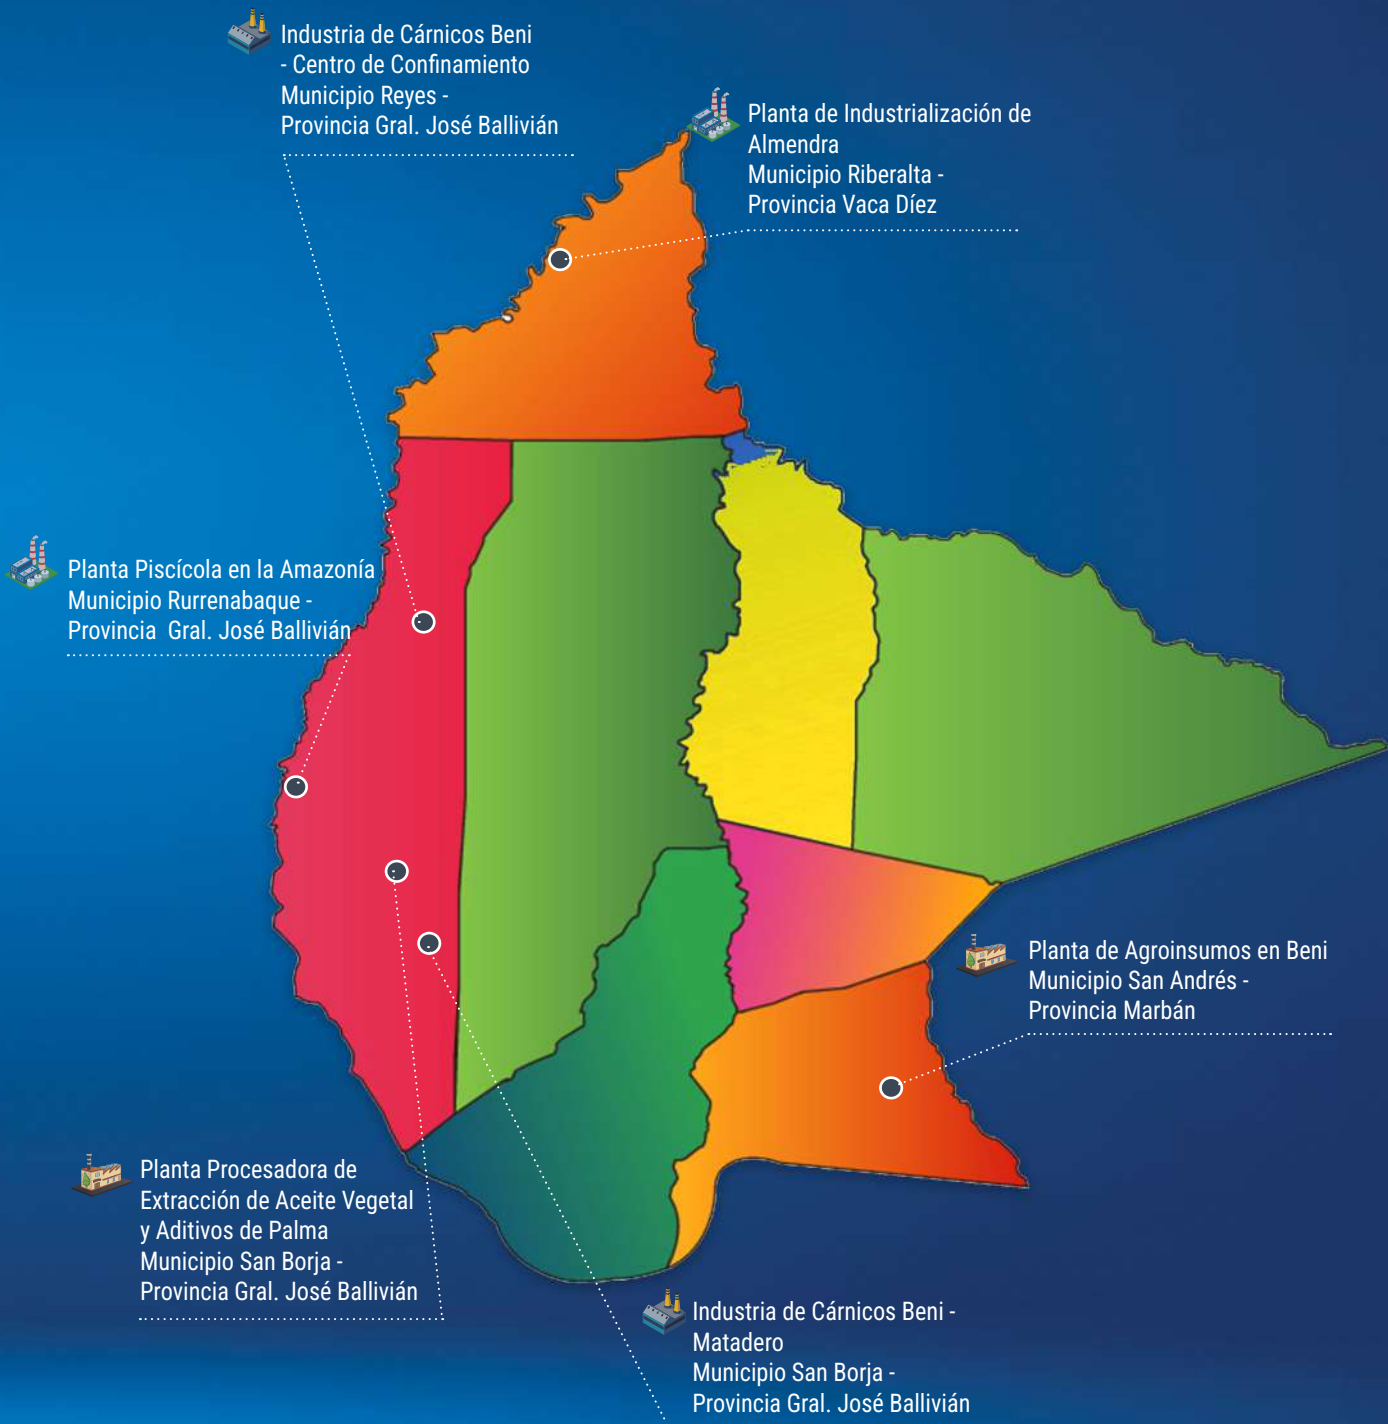 Industria de Cárnicos Beni
- Centro de Confinamiento
Municipio Reyes -
Provincia Gral. José Ballivián
Planta de Industrialización de
Almendra
Municipio Riberalta -
Provincia Vaca Díez
Planta Piscícola en la Amazonía
Municipio Rurrenabaque -
Provincia Gral. José Ballivián
Planta de Agroinsumos en Beni
Municipio San Andrés -
Provincia Marbán
Planta Procesadora de
Extracción de Aceite Vegetal
y Aditivos de Palma
Municipio San Borja -
Provincia Gral. José Ballivián
Industria de Cárnicos Beni -
Matadero
Municipio San Borja -
Provincia Gral. José Ballivián